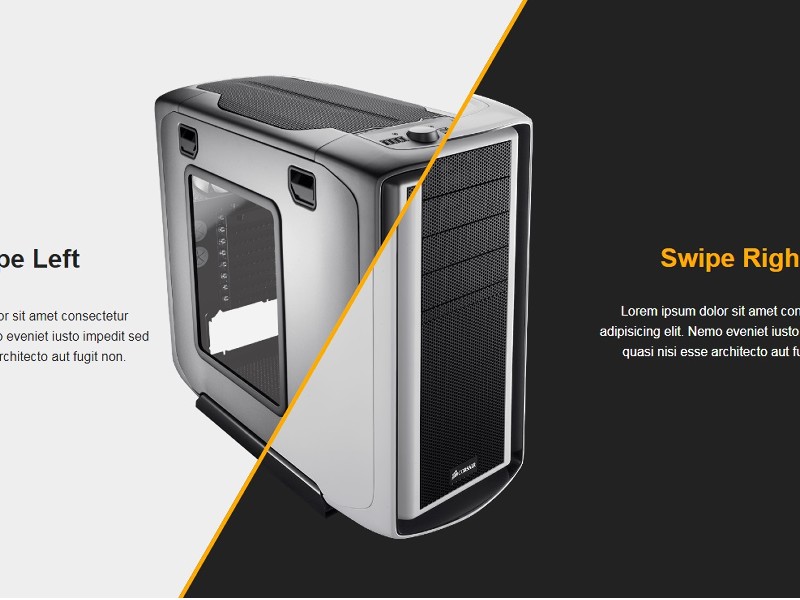 pe Left
or sit amet consectetur
o eveniet iusto impedit sed
rchitecto aut fugit non.
Swipe Righ
Lorem ipsum dolor sit amet con
adipisicing elit. Nemo eveniet iusto
quasi nisi esse architecto aut fu
CORSAIR